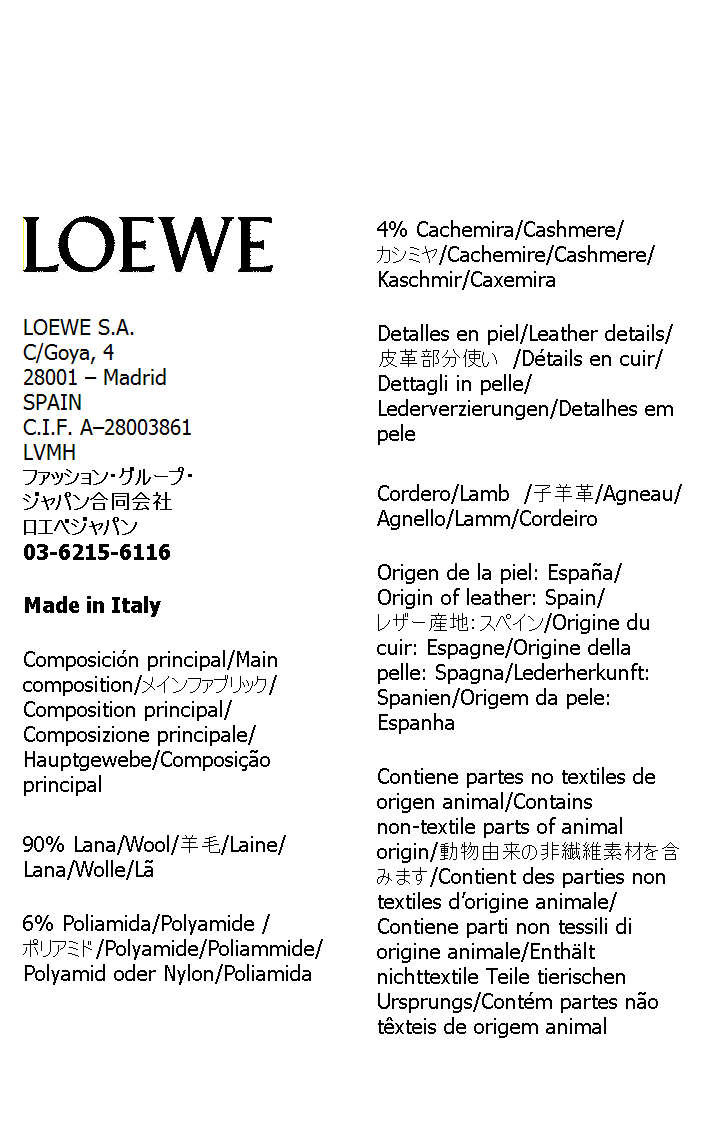 LOEWE
LOEWE S.A.
C/Goya, 4
28001 – Madrid
SPAIN
C.I.F. A–28003861
LVMH
ファッション・グループ・
ジャパン合同会社
ロエベジャパン
03-6215-6116
Made in Italy
Composición principal/Main
composition/メインファブリック/
Composition principal/
Composizione principale/
Hauptgewebe/Composição
principal
90% Lana/Wool/羊毛/Laine/
Lana/Wolle/Lã
6% Poliamida/Polyamide /
ポリアミド/Polyamide/Poliammide/
Polyamid oder Nylon/Poliamida
4% Cachemira/Cashmere/
カシミヤ/Cachemire/Cashmere/
Kaschmir/Caxemira
Detalles en piel/Leather details/
皮革部分使い /Détails en cuir/
Dettagli in pelle/
Lederverzierungen/Detalhes em
pele
Cordero/Lamb /子羊革/Agneau/
Agnello/Lamm/Cordeiro
Origen de la piel: España/
Origin of leather: Spain/
レザー産地：スペイン/Origine du
cuir: Espagne/Origine della
pelle: Spagna/Lederherkunft:
Spanien/Origem da pele:
Espanha
Contiene partes no textiles de
origen animal/Contains
non-textile parts of animal
origin/動物由来の非繊維素材を含
みます/Contient des parties non
textiles d’origine animale/
Contiene parti non tessili di
origine animale/Enthält
nichttextile Teile tierischen
Ursprungs/Contém partes não
têxteis de origem animal